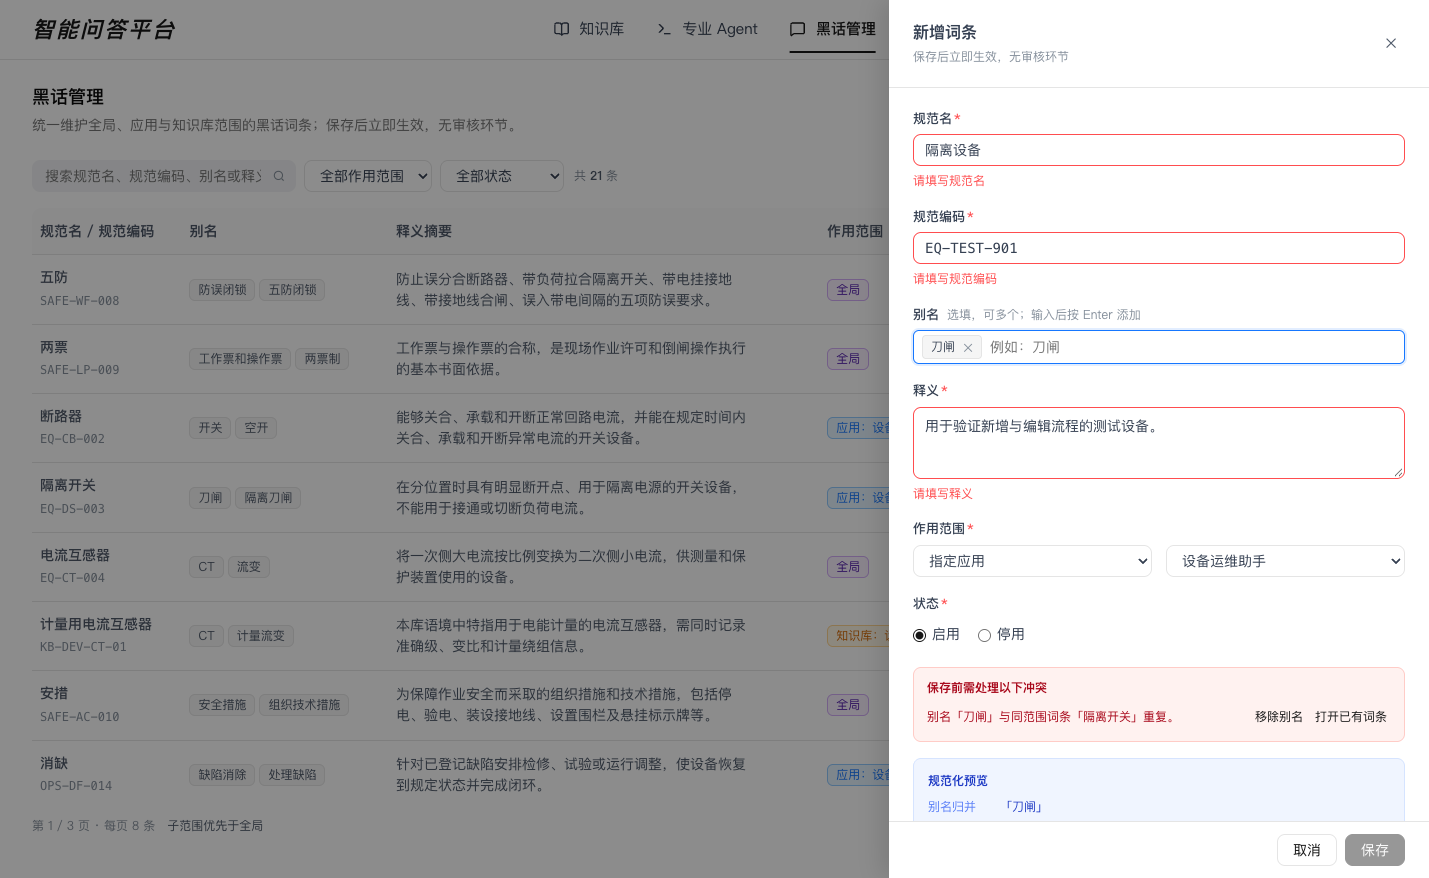 智能问答平台
知识库
专业 Agent
黑话管理
黑话管理
统一维护全局、应用与知识库范围的黑话词条；保存后立即生效，无审核环节。
搜索规范名、规范编码、别名或释义
全部作用范围
全部状态
共 21 条
规范名 / 规范编码
别名
释义摘要
作用范围
五防
SAFE-WF-008
防误闭锁
五防闭锁
防止误分合断路器、带负荷拉合隔离开关、带电挂接地
线、带接地线合闸、误入带电间隔的五项防误要求。
全局
两票
SAFE-LP-009
工作票和操作票
两票制
工作票与操作票的合称，是现场作业许可和倒闸操作执行
的基本书面依据。
全局
断路器
EQ-CB-002
开关
空开
能够关合、承载和开断正常回路电流，并能在规定时间内
关合、承载和开断异常电流的开关设备。
应用：设
隔离开关
EQ-DS-003
刀闸
隔离刀闸
在分位置时具有明显断开点、用于隔离电源的开关设备，
不能用于接通或切断负荷电流。
应用：设
电流互感器
EQ-CT-004
CT
流变
将一次侧大电流按比例变换为二次侧小电流，供测量和保
护装置使用的设备。
全局
计量用电流互感器
KB-DEV-CT-01
CT
计量流变
本库语境中特指用于电能计量的电流互感器，需同时记录
准确级、变比和计量绕组信息。
知识库：
安措
SAFE-AC-010
安全措施
组织技术措施
为保障作业安全而采取的组织措施和技术措施，包括停
电、验电、装设接地线、设置围栏及悬挂标示牌等。
全局
消缺
OPS-DF-014
缺陷消除
处理缺陷
针对已登记缺陷安排检修、试验或运行调整，使设备恢复
到规定状态并完成闭环。
应用：设
第 1 / 3 页 · 每页 8 条
子范围优先于全局
新增词条
保存后立即生效，无审核环节
规范名*
隔离设备
请填写规范名
规范编码*
EQ-TEST-901
请填写规范编码
别名 选填，可多个；输入后按 Enter 添加
刀闸
例如：刀闸
释义*
用于验证新增与编辑流程的测试设备。
请填写释义
作用范围*
指定应用
设备运维助手
状态*
启用
停用
保存前需处理以下冲突
别名「刀闸」与同范围词条「隔离开关」重复。
移除别名
打开已有词条
规范化预览
别名归并
「刀闸」
取消
保存